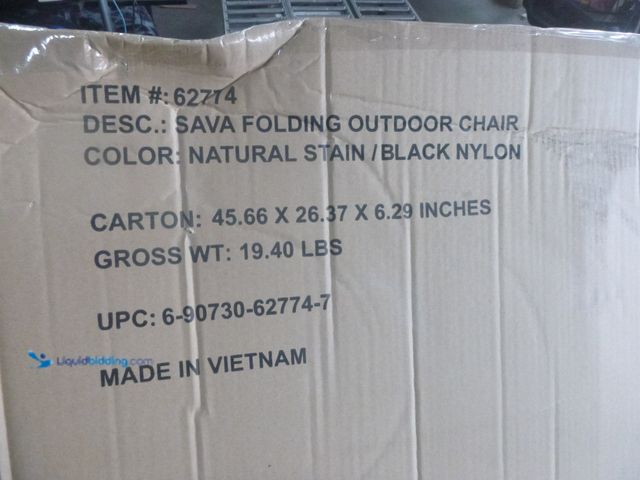 ITEM #: 62774
DESC.: SAVA FOLDING OUTDOOR CHAIR
COLOR: NATURAL STAIN / BLACK NYLON
CARTON: 45.66 X 26.37 X 6.29 INCHES
GROSS WT: 19.40 LBS
UPC: 6-90730-62774-7
Liquidbidding.com
MADE IN VIETNAM